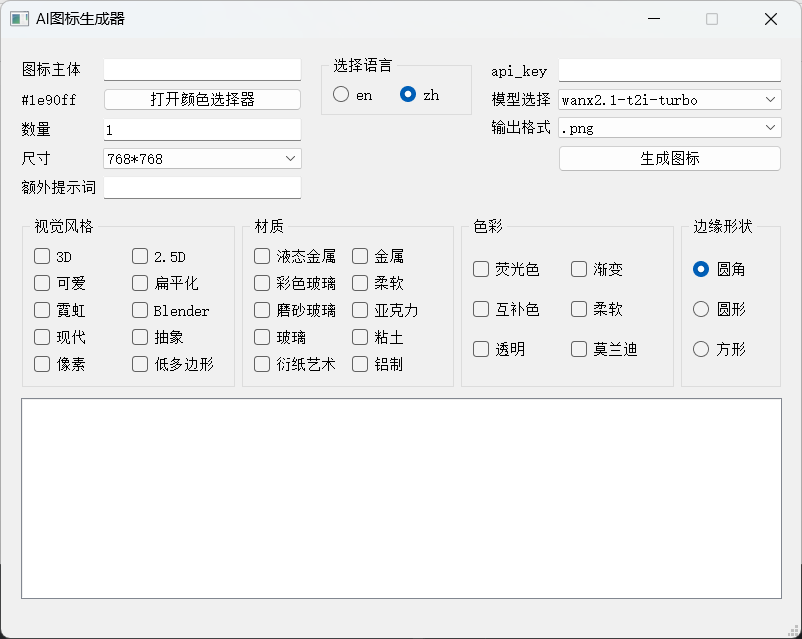 AI图标生成器
图标主体
#1e90ff 打开颜色选择器
数量 1
尺寸 768*768
额外提示词
选择语言
en zh
api_key
模型选择 wanx2.1-t2i-turbo
输出格式 .png
生成图标
视觉风格
3D 2.5D
可爱 扁平化
霓虹 Blender
现代 抽象
像素 低多边形
材质
液态金属 金属
彩色玻璃 柔软
磨砂玻璃 亚克力
玻璃 粘土
衍纸艺术 铝制
色彩
荧光色 渐变
互补色 柔软
透明 莫兰迪
边缘形状
圆角
圆形
方形